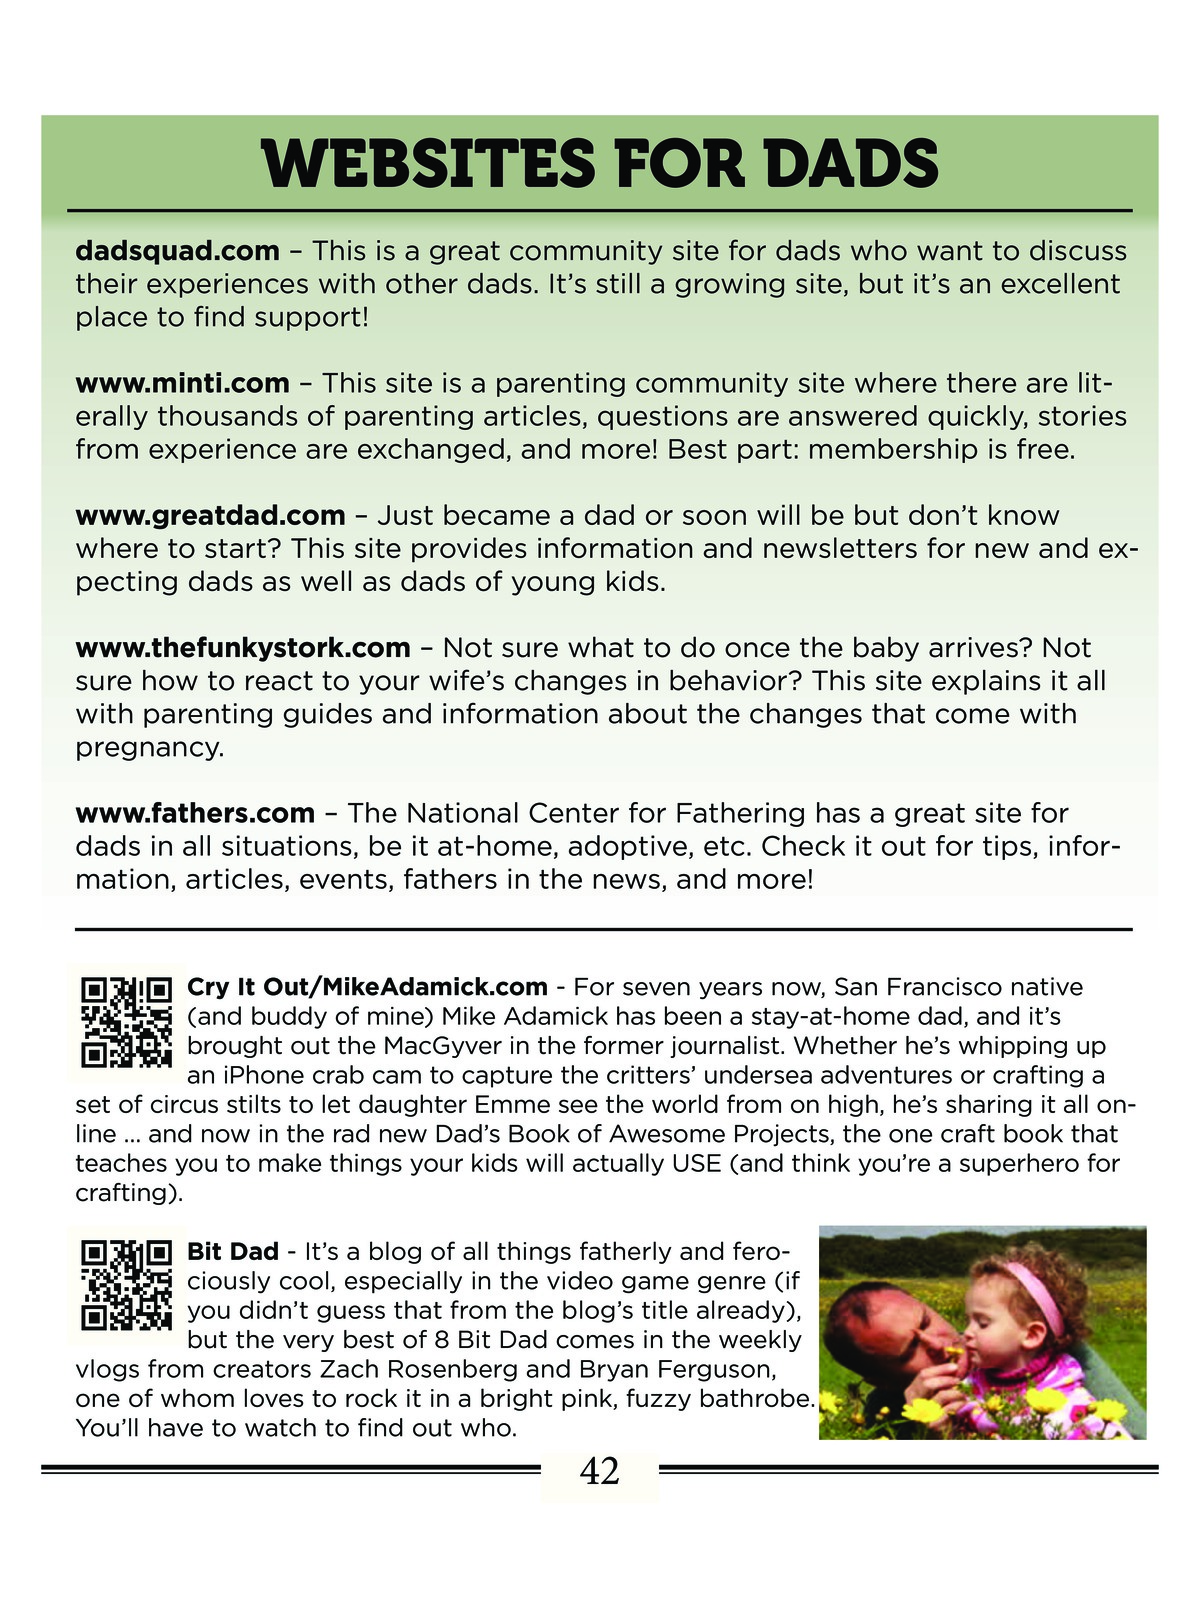 WEBSITES FOR DADS
dadsquad.com – This is a great community site for dads who want to discuss
their experiences with other dads. It’s still a growing site, but it’s an excellent
place to find support!
www.minti.com – This site is a parenting community site where there are lit-
erally thousands of parenting articles, questions are answered quickly, stories
from experience are exchanged, and more! Best part: membership is free.
www.greatdad.com – Just became a dad or soon will be but don’t know
where to start? This site provides information and newsletters for new and ex-
pecting dads as well as dads of young kids.
www.thefunkystork.com – Not sure what to do once the baby arrives? Not
sure how to react to your wife’s changes in behavior? This site explains it all
with parenting guides and information about the changes that come with
pregnancy.
www.fathers.com – The National Center for Fathering has a great site for
dads in all situations, be it at-home, adoptive, etc. Check it out for tips, infor-
mation, articles, events, fathers in the news, and more!
Cry It Out/MikeAdamick.com - For seven years now, San Francisco native
(and buddy of mine) Mike Adamick has been a stay-at-home dad, and it’s
brought out the MacGyver in the former journalist. Whether he’s whipping up
an iPhone crab cam to capture the critters’ undersea adventures or crafting a
set of circus stilts to let daughter Emme see the world from on high, he’s sharing it all on-
line ... and now in the rad new Dad’s Book of Awesome Projects, the one craft book that
teaches you to make things your kids will actually USE (and think you’re a superhero for
crafting).
Bit Dad - It’s a blog of all things fatherly and fero-
ciously cool, especially in the video game genre (if
you didn’t guess that from the blog’s title already),
but the very best of 8 Bit Dad comes in the weekly
vlogs from creators Zach Rosenberg and Bryan Ferguson,
one of whom loves to rock it in a bright pink, fuzzy bathrobe.
You’ll have to watch to find out who.
42